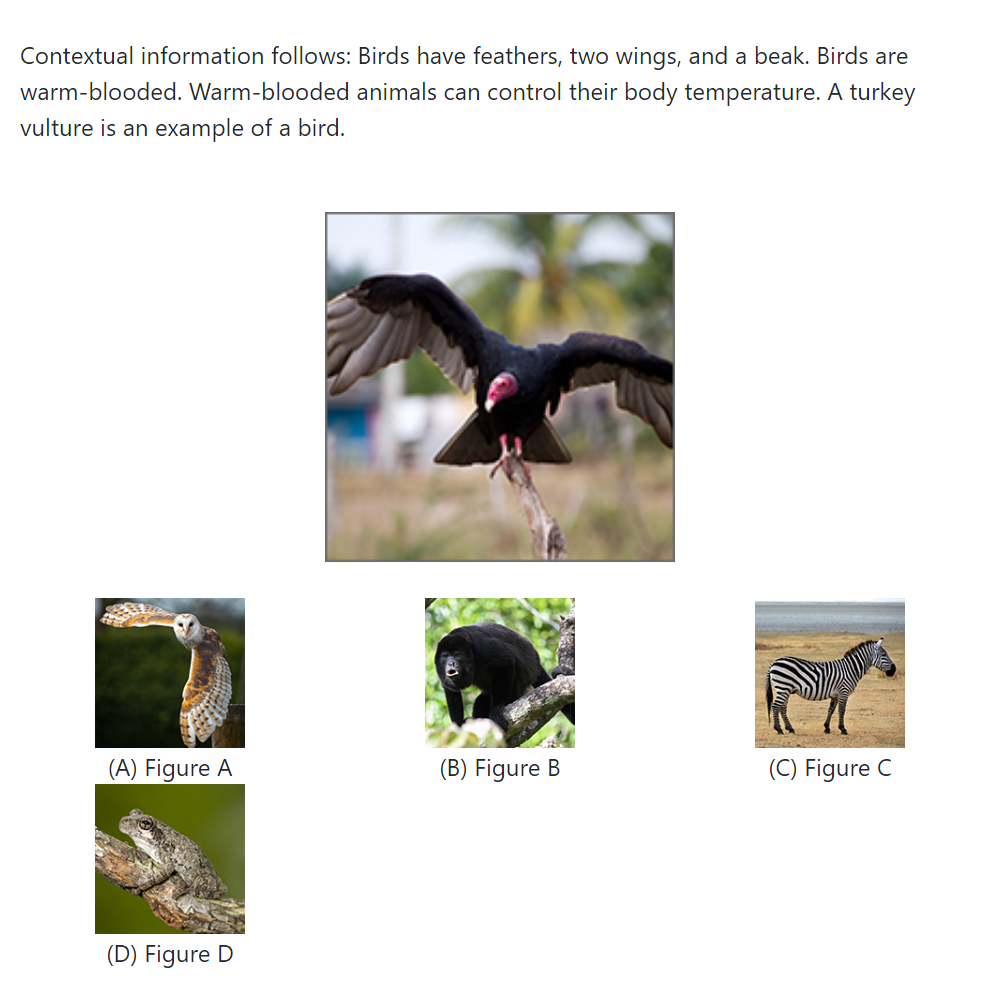 Contextual information follows: Birds have feathers, two wings, and a beak. Birds are
warm-blooded. Warm-blooded animals can control their body temperature. A turkey
vulture is an example of a bird.
(A) Figure A
(B) Figure B
(C) Figure C
(D) Figure D